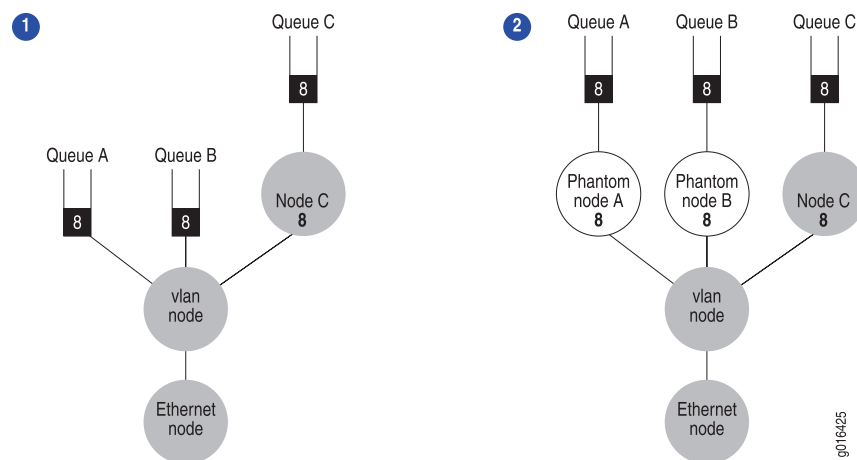 1
Queue C
8
Queue A
Queue B
8
8
Node C
8
vlan
node
Ethernet
node
2
Queue A
Queue B
Queue C
8
8
8
Phantom
node A
8
Phantom
node B
8
Node C
8
vlan
node
Ethernet
node
g016425